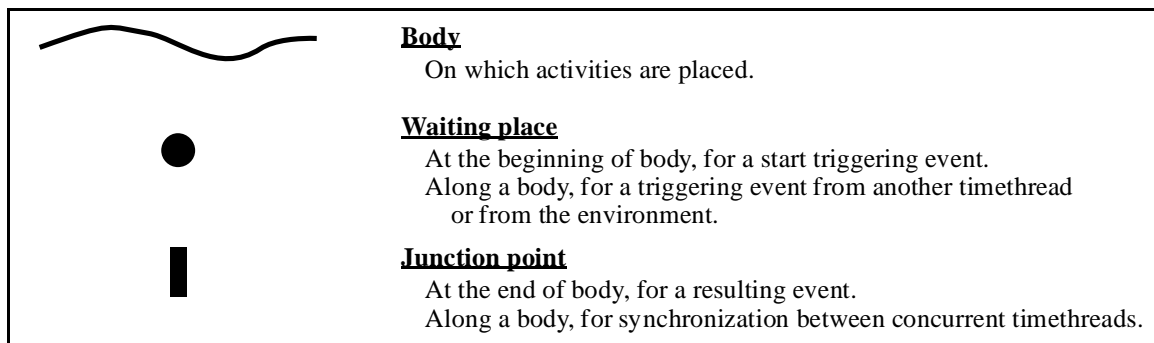 Body
On which activities are placed.
Waiting place
At the beginning of body, for a start triggering event.
Along a body, for a triggering event from another timethread
or from the environment.
Junction point
At the end of body, for a resulting event.
Along a body, for synchronization between concurrent timethreads.